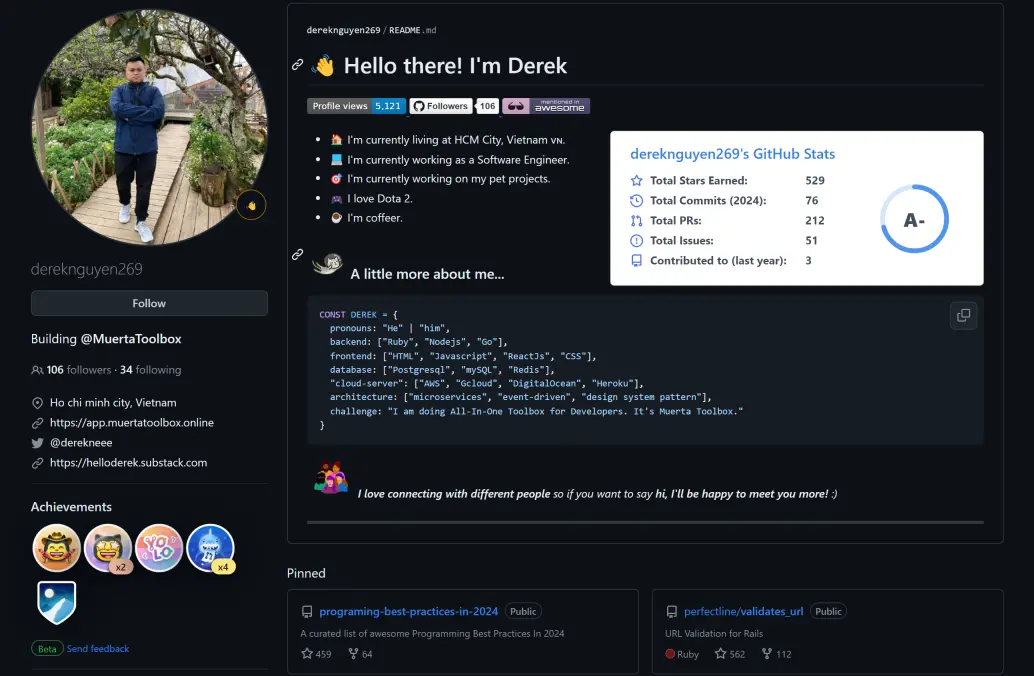 dereknguyen269
Follow
Building @MuertaToolbox
106 followers · 34 following
Ho chi minh city, Vietnam
https://app.muertatoolbox.online
@derekneee
https://helloderek.substack.com
Achievements
x2
YOLO
x4
Beta Send feedback
dereknguyen269 / README.md
👋 Hello there! I'm Derek
Profile views 5,121 Followers 106 mentioned in awesome
• 🏠 I'm currently living at HCM City, Vietnam VN.
• 💻 I'm currently working as a Software Engineer.
• 🎯 I'm currently working on my pet projects.
• 🎮 I love Dota 2.
• ☕ I'm coffeer.
dereknguyen269's GitHub Stats
Total Stars Earned: 529
Total Commits (2024): 76
Total PRs: 212
Total Issues: 51
Contributed to (last year): 3
A-
A little more about me...
CONST DEREK = {
pronouns: "He" | "him",
backend: ["Ruby", "Nodejs", "Go"],
frontend: ["HTML", "Javascript", "ReactJs", "CSS"],
database: ["Postgresql", "mySQL", "Redis"],
"cloud-server": ["AWS", "Gcloud", "DigitalOcean", "Heroku"],
architecture: ["microservices", "event-driven", "design system pattern"],
challenge: "I am doing All-In-One Toolbox for Developers. It's Muerta Toolbox."
}
I love connecting with different people so if you want to say hi, I'll be happy to meet you more! :)
Pinned
programing-best-practices-in-2024 Public
A curated list of awesome Programming Best Practices In 2024
459 64
perfectline/validates_url Public
URL Validation for Rails
Ruby 562 112